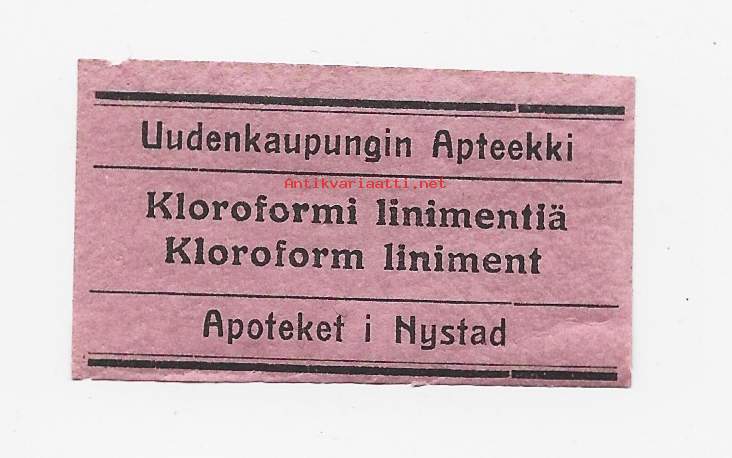 Uudenkaupungin Apteekki
Antikvariaatti.net
Kloroformi linimentiä
Kloroform liniment
Apoteket i Nystad